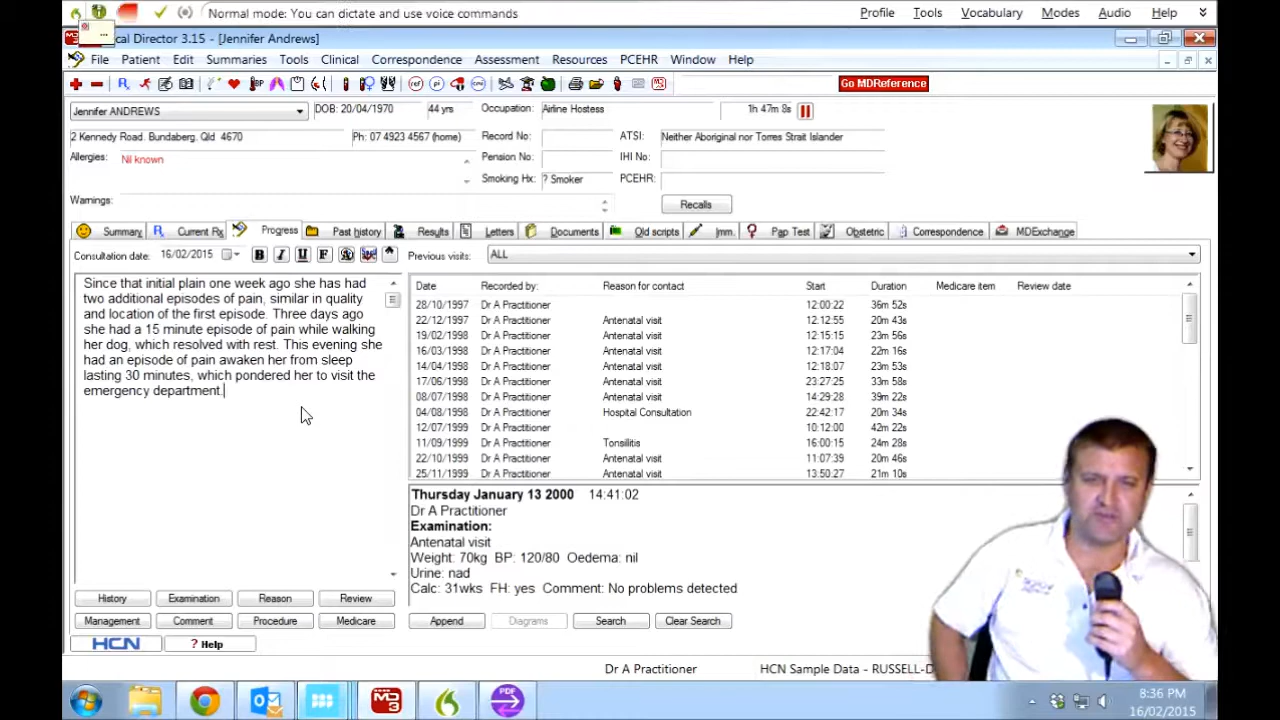 Normal mode: You can dictate and use voice commands
Profile Tools Vocabulary Modes Audio Help
...
cal Director 3.15 - [Jennifer Andrews]
File Patient Edit Summaries Tools Clinical Correspondence Assessment Resources PCEHR Window Help
Go MDReference
Jennifer ANDREWS DOB: 20/04/1970 44 yrs Occupation: Airline Hostess 1h 47m 8s
2 Kennedy Road. Bundaberg. Qld 4670 Ph: 07 4923 4567 (home) Record No: ATSI: Neither Aboriginal nor Torres Strait Islander
Allergies: Nil known Pension No: IHI No:
Smoking Hx: ? Smoker PCEHR:
Warnings: Recalls
Summary Current Rx Progress Past history Results Letters Documents Old scripts Imm. Pap Test Obstetric Correspondence MDExchange
Consultation date: 16/02/2015 B I U F Previous visits: ALL
Since that initial plain one week ago she has had
two additional episodes of pain, similar in quality
and location of the first episode. Three days ago
she had a 15 minute episode of pain while walking
her dog, which resolved with rest. This evening she
had an episode of pain awaken her from sleep
lasting 30 minutes, which pondered her to visit the
emergency department.
Date Recorded by: Reason for contact Start Duration Medicare item Review date
28/10/1997 Dr A Practitioner 12:00:22 36m 52s
22/12/1997 Dr A Practitioner Antenatal visit 12:12:55 20m 43s
19/02/1998 Dr A Practitioner Antenatal visit 12:15:15 23m 56s
16/03/1998 Dr A Practitioner Antenatal visit 12:17:04 22m 16s
14/04/1998 Dr A Practitioner Antenatal visit 12:18:07 23m 53s
17/06/1998 Dr A Practitioner Antenatal visit 23:27:25 33m 58s
08/07/1998 Dr A Practitioner Antenatal visit 14:29:28 39m 22s
04/08/1998 Dr A Practitioner Hospital Consultation 22:42:17 20m 34s
12/07/1999 Dr A Practitioner 10:12:00 42m 22s
11/09/1999 Dr A Practitioner Tonsillitis 16:00:15 24m 28s
22/10/1999 Dr A Practitioner Antenatal visit 11:07:39 20m 46s
25/11/1999 Dr A Practitioner Antenatal visit 13:50:27 21m 10s
Thursday January 13 2000 14:41:02
Dr A Practitioner
Examination:
Antenatal visit
Weight: 70kg BP: 120/80 Oedema: nil
Urine: nad
Calc: 31wks FH: yes Comment: No problems detected
History Examination Reason Review
Management Comment Procedure Medicare Append Diagrams Search Clear Search
HCN ? Help
Dr A Practitioner HCN Sample Data - RUSSELL-D
PDF
8:36 PM
16/02/2015